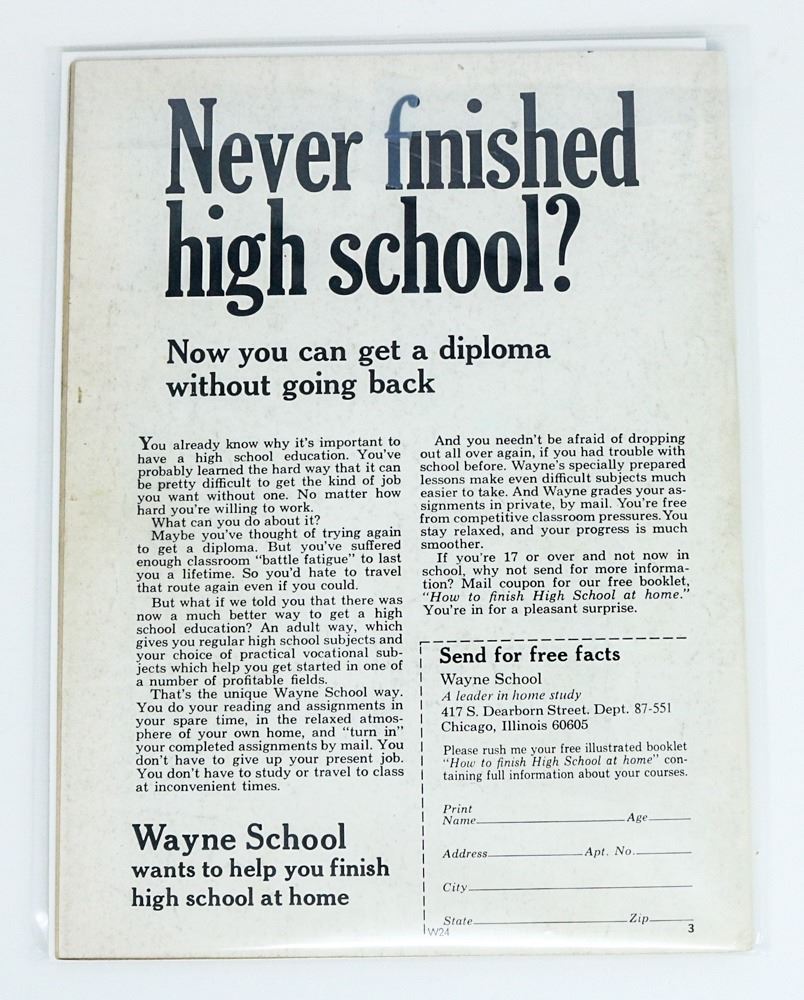 Never finished
high school?
Now you can get a diploma
without going back
You already know why it's important to
have a high school education. You've
probably learned the hard way that it can
be pretty difficult to get the kind of job
you want without one. No matter how
hard you're willing to work.
What can you do about it?
Maybe you've thought of trying again
to get a diploma. But you've suffered
enough classroom "battle fatigue" to last
you a lifetime. So you'd hate to travel
that route again even if you could.
But what if we told you that there was
now a much better way to get a high
school education? An adult way, which
gives you regular high school subjects and
your choice of practical vocational sub-
jects which help you get started in one of
a number of profitable fields.
That's the unique Wayne School way.
You do your reading and assignments in
your spare time, in the relaxed atmos-
phere of your own home, and "turn in"
your completed assignments by mail. You
don't have to give up your present job.
You don't have to study or travel to class
at inconvenient times.
Wayne School
wants to help you finish
high school at home
And you needn't be afraid of dropping
out all over again, if you had trouble with
school before. Wayne's specially prepared
lessons make even difficult subjects much
easier to take. And Wayne grades your as-
signments in private, by mail. You're free
from competitive classroom pressures. You
stay relaxed, and your progress is much
smoother.
If you're 17 or over and not now in
school, why not send for more informa-
tion? Mail coupon for our free booklet,
"How to finish High School at home."
You're in for a pleasant surprise.
Send for free facts
Wayne School
A leader in home study
417 S. Dearborn Street. Dept. 87-551
Chicago, Illinois 60605
Please rush me your free illustrated booklet
"How to finish High School at home" con-
taining full information about your courses.
Print
Name Age
Address Apt. No.
City
State Zip
W24 3